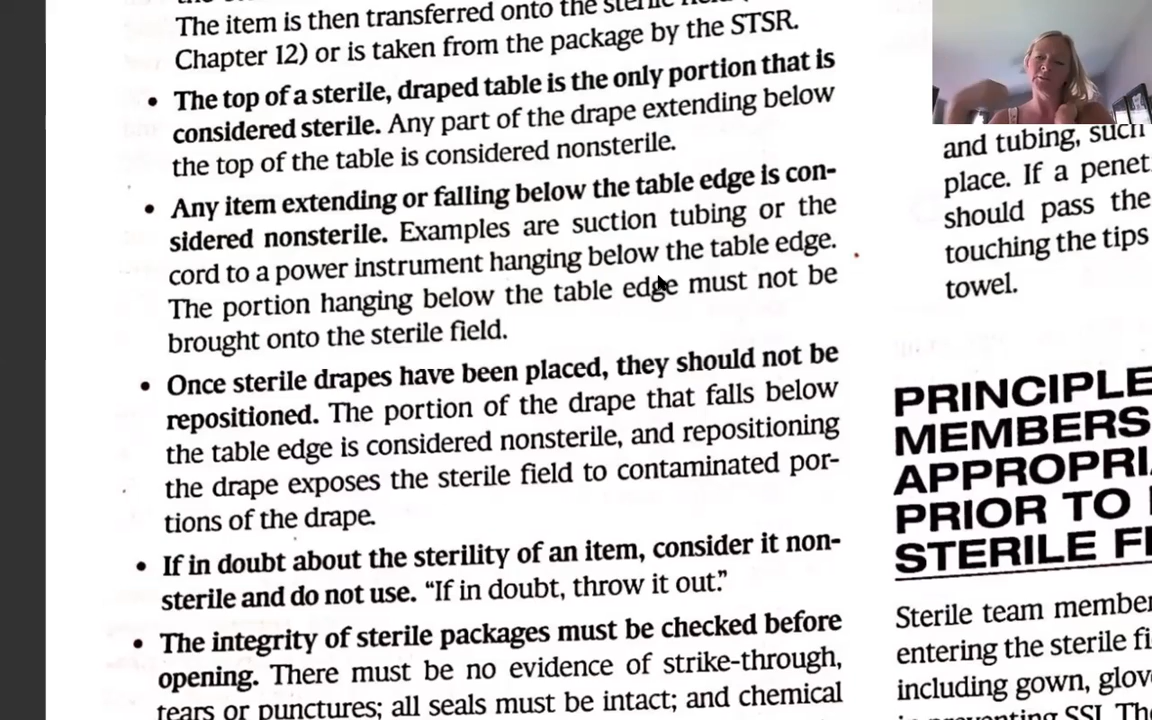 The item is then transferred onto the sterile
Chapter 12) or is taken from the package by the STSR.
• The top of a sterile, draped table is the only portion that is
considered sterile. Any part of the drape extending below
the top of the table is considered nonsterile.
• Any item extending or falling below the table edge is con-
sidered nonsterile. Examples are suction tubing or the
cord to a power instrument hanging below the table edge.
The portion hanging below the table edge must not be
brought onto the sterile field.
• Once sterile drapes have been placed, they should not be
repositioned. The portion of the drape that falls below
the table edge is considered nonsterile, and repositioning
the drape exposes the sterile field to contaminated por-
tions of the drape.
• If in doubt about the sterility of an item, consider it non-
sterile and do not use. “If in doubt, throw it out.”
• The integrity of sterile packages must be checked before
opening. There must be no evidence of strike-through,
tears or punctures; all seals must be intact; and chemical
and tubing, such
place. If a penet
should pass the
touching the tips
towel.
PRINCIPLE
MEMBERS
APPROPRI
PRIOR TO
STERILE FI
Sterile team member
entering the sterile fi
including gown, glov
preventing SSI. The